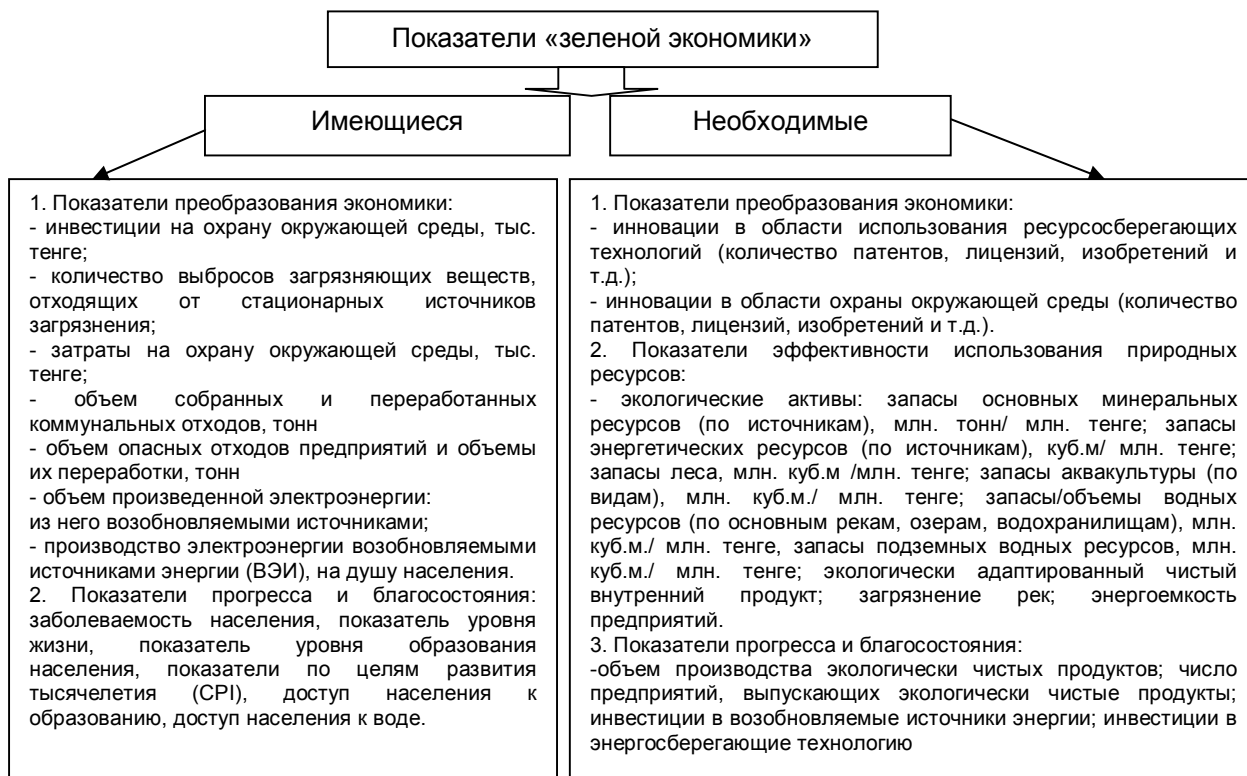 Показатели «зеленой экономики»
Имеющиеся
Необходимые
1. Показатели преобразования экономики:
- инвестиции на охрану окружающей среды, тыс.
тенге;
- количество выбросов загрязняющих веществ,
отходящих от стационарных источников
загрязнения;
- затраты на охрану окружающей среды, тыс.
тенге;
- объем собранных и переработанных
коммунальных отходов, тонн
- объем опасных отходов предприятий и объемы
их переработки, тонн
- объем произведенной электроэнергии:
из него возобновляемыми источниками;
- производство электроэнергии возобновляемыми
источниками энергии (ВЭИ), на душу населения.
2. Показатели прогресса и благосостояния:
заболеваемость населения, показатель уровня
жизни, показатель уровня образования
населения, показатели по целям развития
тысячелетия (CPI), доступ населения к
образованию, доступ населения к воде.
1. Показатели преобразования экономики:
- инновации в области использования ресурсосберегающих
технологий (количество патентов, лицензий, изобретений и
т.д.);
- инновации в области охраны окружающей среды (количество
патентов, лицензий, изобретений и т.д.).
2. Показатели эффективности использования природных
ресурсов:
- экологические активы: запасы основных минеральных
ресурсов (по источникам), млн. тонн/ млн. тенге; запасы
энергетических ресурсов (по источникам), куб.м/ млн. тенге;
запасы леса, млн. куб.м /млн. тенге; запасы аквакультуры (по
видам), млн. куб.м./ млн. тенге; запасы/объемы водных
ресурсов (по основным рекам, озерам, водохранилищам), млн.
куб.м./ млн. тенге, запасы подземных водных ресурсов, млн.
куб.м./ млн. тенге; экологически адаптированный чистый
внутренний продукт; загрязнение рек; энергоемкость
предприятий.
3. Показатели прогресса и благосостояния:
-объем производства экологически чистых продуктов; число
предприятий, выпускающих экологически чистые продукты;
инвестиции в возобновляемые источники энергии; инвестиции в
энергосберегающие технологию